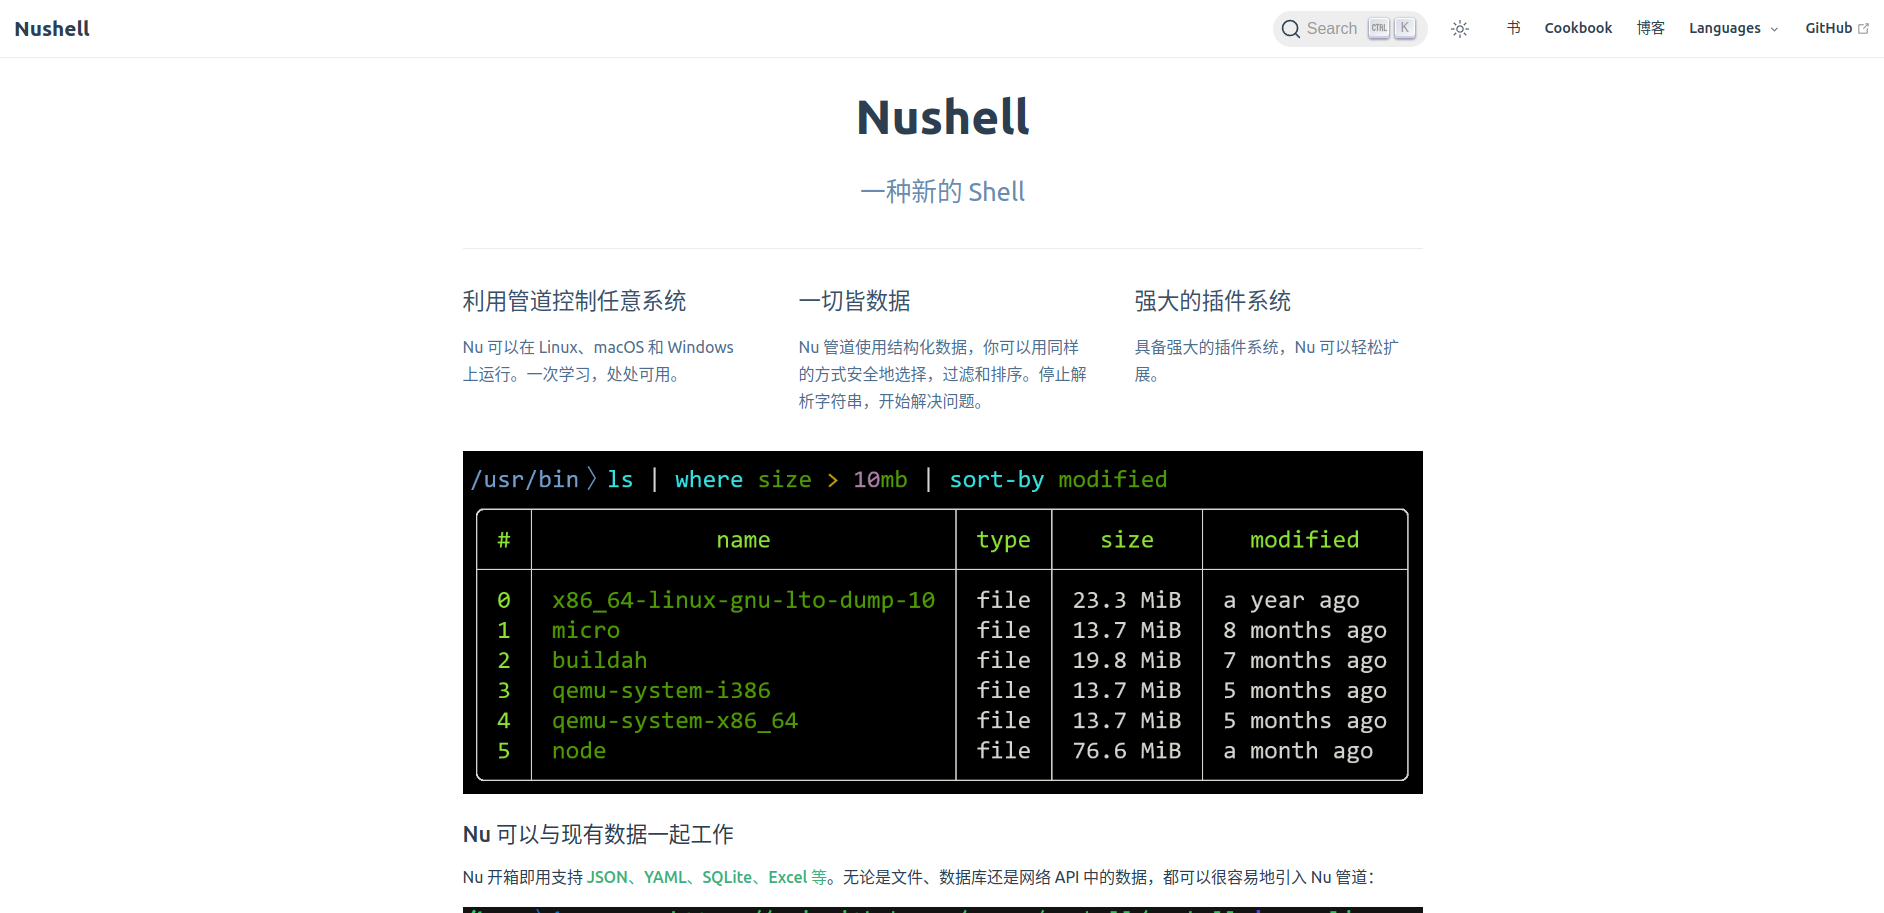 Nushell
Search CTRL K
书 Cookbook 博客 Languages GitHub
Nushell
一种新的 Shell
利用管道控制任意系统
Nu 可以在 Linux、macOS 和 Windows
上运行。一次学习，处处可用。
一切皆数据
Nu 管道使用结构化数据，你可以用同样
的方式安全地选择，过滤和排序。停止解
析字符串，开始解决问题。
强大的插件系统
具备强大的插件系统，Nu 可以轻松扩
展。
/usr/bin〉ls | where size > 10mb | sort-by modified
# name type size modified
0 x86_64-linux-gnu-lto-dump-10 file 23.3 MiB a year ago
1 micro file 13.7 MiB 8 months ago
2 buildah file 19.8 MiB 7 months ago
3 qemu-system-i386 file 13.7 MiB 5 months ago
4 qemu-system-x86_64 file 13.7 MiB 5 months ago
5 node file 76.6 MiB a month ago
Nu 可以与现有数据一起工作
Nu 开箱即用支持 JSON、YAML、SQLite、Excel 等。无论是文件、数据库还是网络 API 中的数据，都可以很容易地引入 Nu 管道：